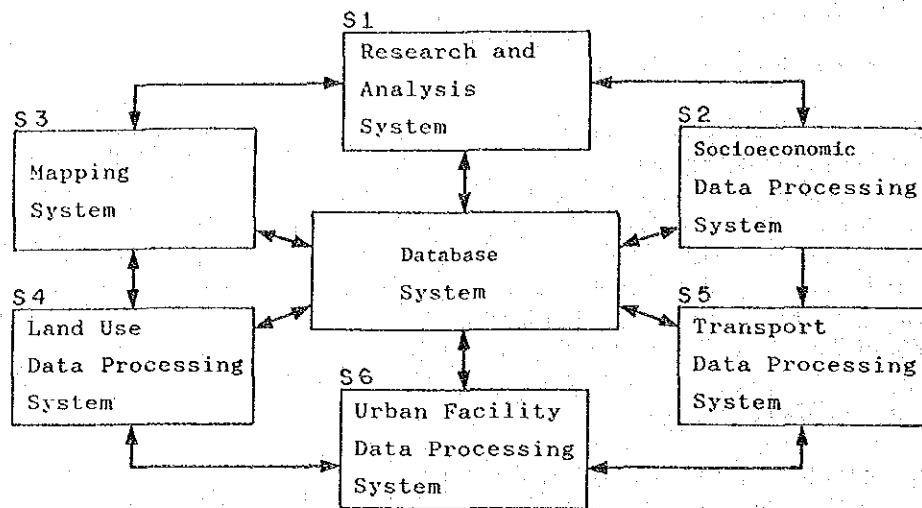 S1
Research and
Analysis
System
S3
Mapping
System
S2
Socioeconomic
Data Processing
System
Database
System
S4
Land Use
Data Processing
System
S5
Transport
Data Processing
System
S6
Urban Facility
Data Processing
System